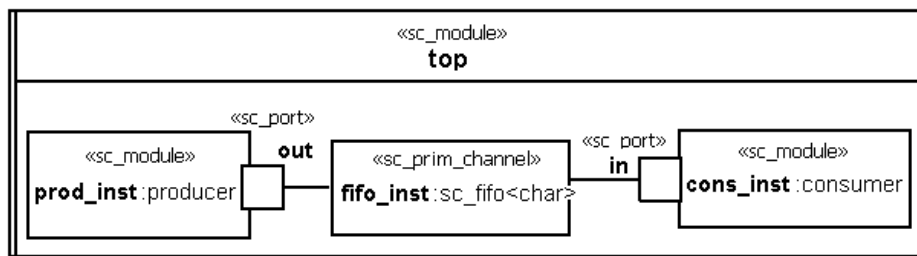 «sc_module»
top
«sc_port»
out
«sc_module»
prod_inst:producer
«sc_prim_channel»
fifo_inst:sc_fifo<char>
«sc_port»
in
«sc_module»
cons_inst:consumer